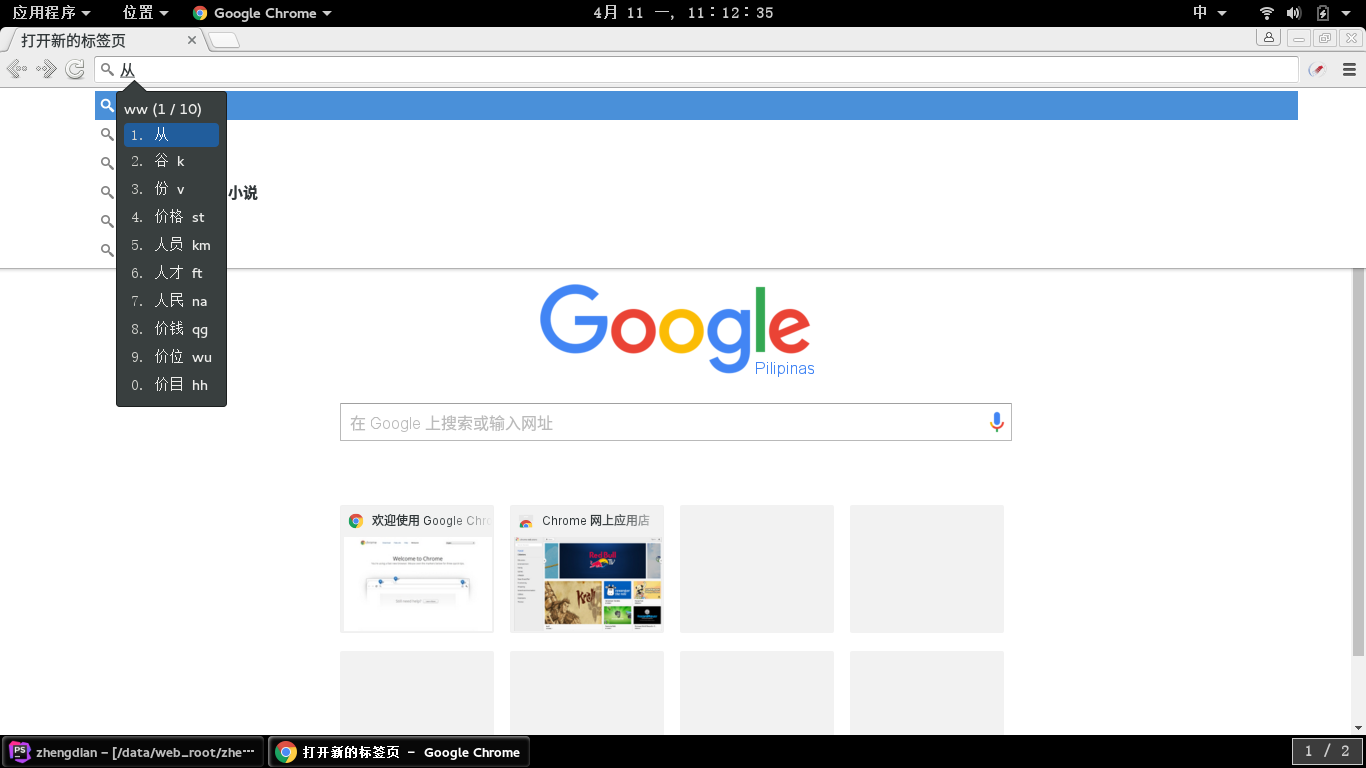 应用程序 位置 Google Chrome 4月 11 一, 11:12:35 中
打开新的标签页
从
ww (1 / 10)
1. 从
2. 谷 k
3. 份 v
小说
4. 价格 st
5. 人员 km
6. 人才 ft
7. 人民 na
8. 价钱 qg
9. 价位 wu
0. 价目 hh
Google
Pilipinas
在 Google 上搜索或输入网址
欢迎使用 Google Chro
Chrome 网上应用店
Welcome to Chrome
Red Bull
TV
PS zhengdian – [/data/web_root/zhe… 打开新的标签页 - Google Chrome 1 / 2